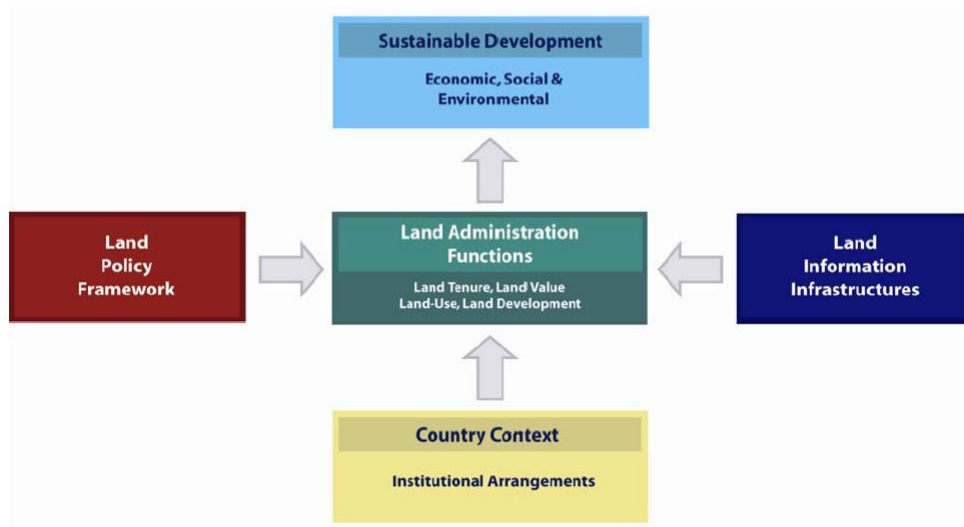 Sustainable Development
Economic, Social &
Environmental
Land
Policy
Framework
Land Administration
Functions
Land Tenure, Land Value
Land-Use, Land Development
Land
Information
Infrastructures
Country Context
Institutional Arrangements